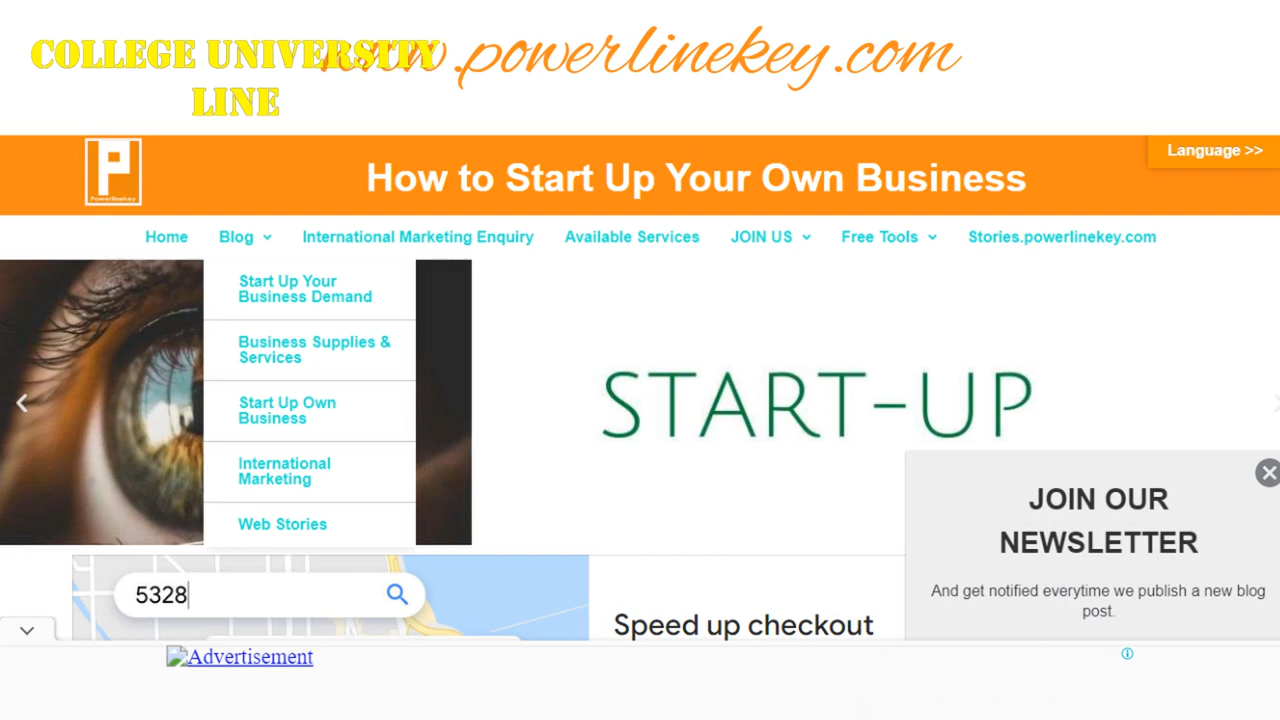 COLLEGE UNIVERSITY
LINE
www.powerlinekey.com
P
Powerlinekey
How to Start Up Your Own Business
Language >>
Home Blog International Marketing Enquiry Available Services JOIN US Free Tools Stories.powerlinekey.com
Start Up Your
Business Demand
Business Supplies &
Services
Start Up Own
Business
International
Marketing
Web Stories
START-UP
JOIN OUR
NEWSLETTER
And get notified everytime we publish a new blog
post.
5328
Speed up checkout
Advertisement